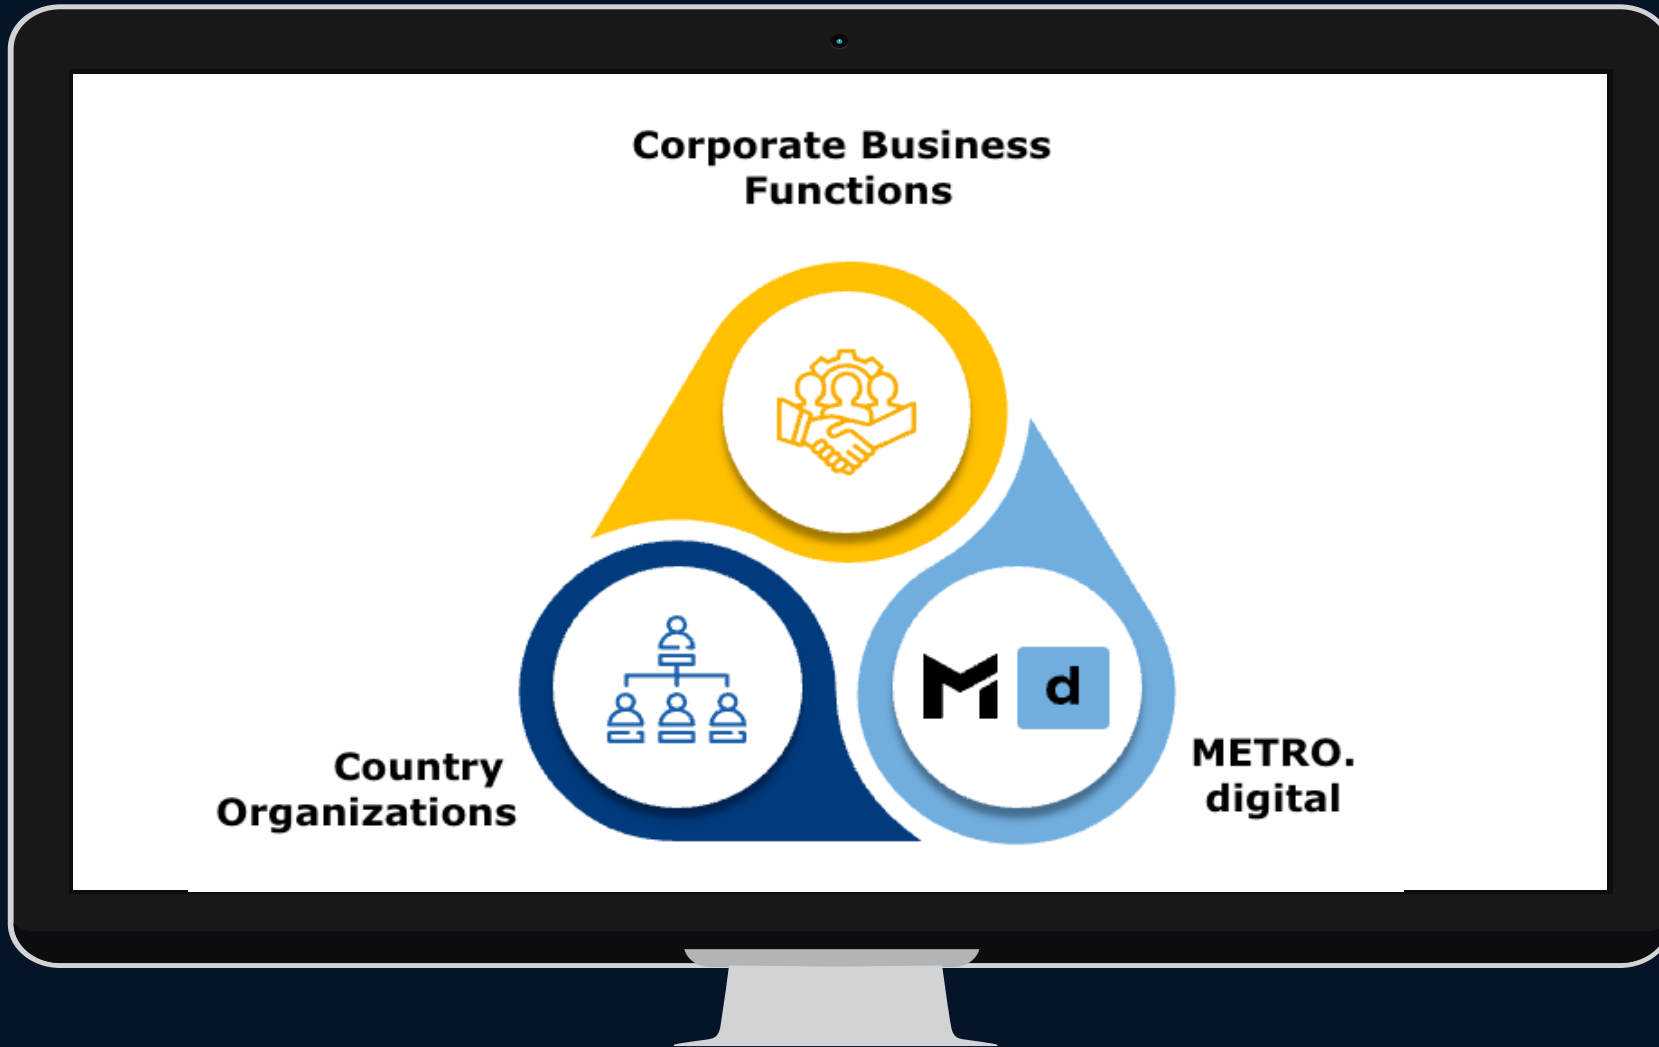 Corporate Business
Functions
M d
Country
Organizations
METRO.
digital